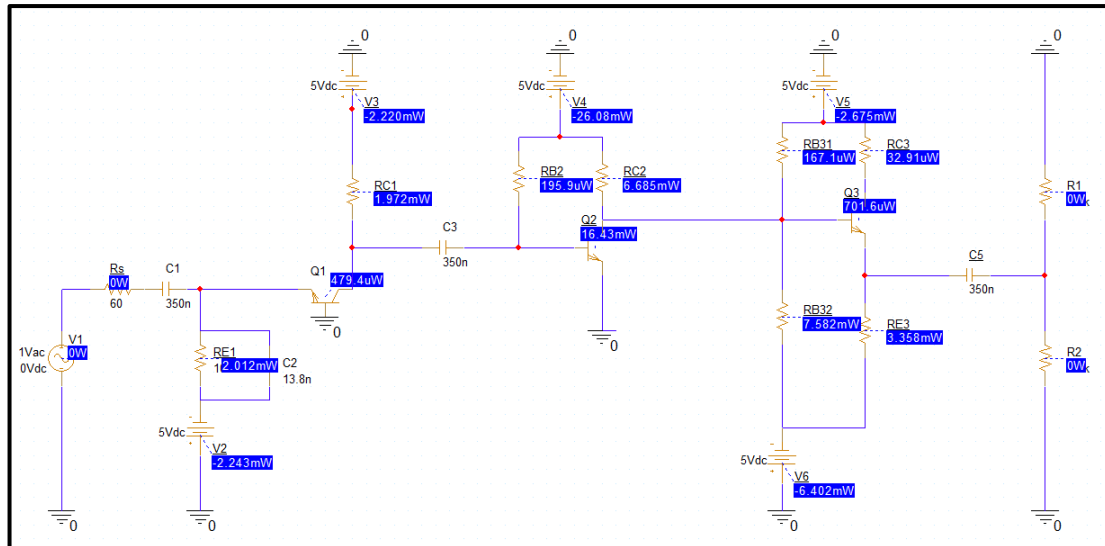 0
0
0
0
5Vdc
V3
-2.220mW
5Vdc
V4
-26.08mW
5Vdc
V5
-2.675mW
RB31
167.1uW
RC3
32.91uW
RB2
195.9uW
RC2
6.685mW
RC1
1.972mW
R1
0W
Q3
701.6uW
Q2
16.43mW
C3
350n
Rs
0W
60
C1
350n
Q1
479.4uW
0
C5
350n
V1
0W
1Vac
0Vdc
RE1
2.012mW
C2
13.8n
0
RB32
7.582mW
RE3
3.358mW
R2
0W
5Vdc
V2
-2.243mW
5Vdc
V6
-6.402mW
0
0
0
0